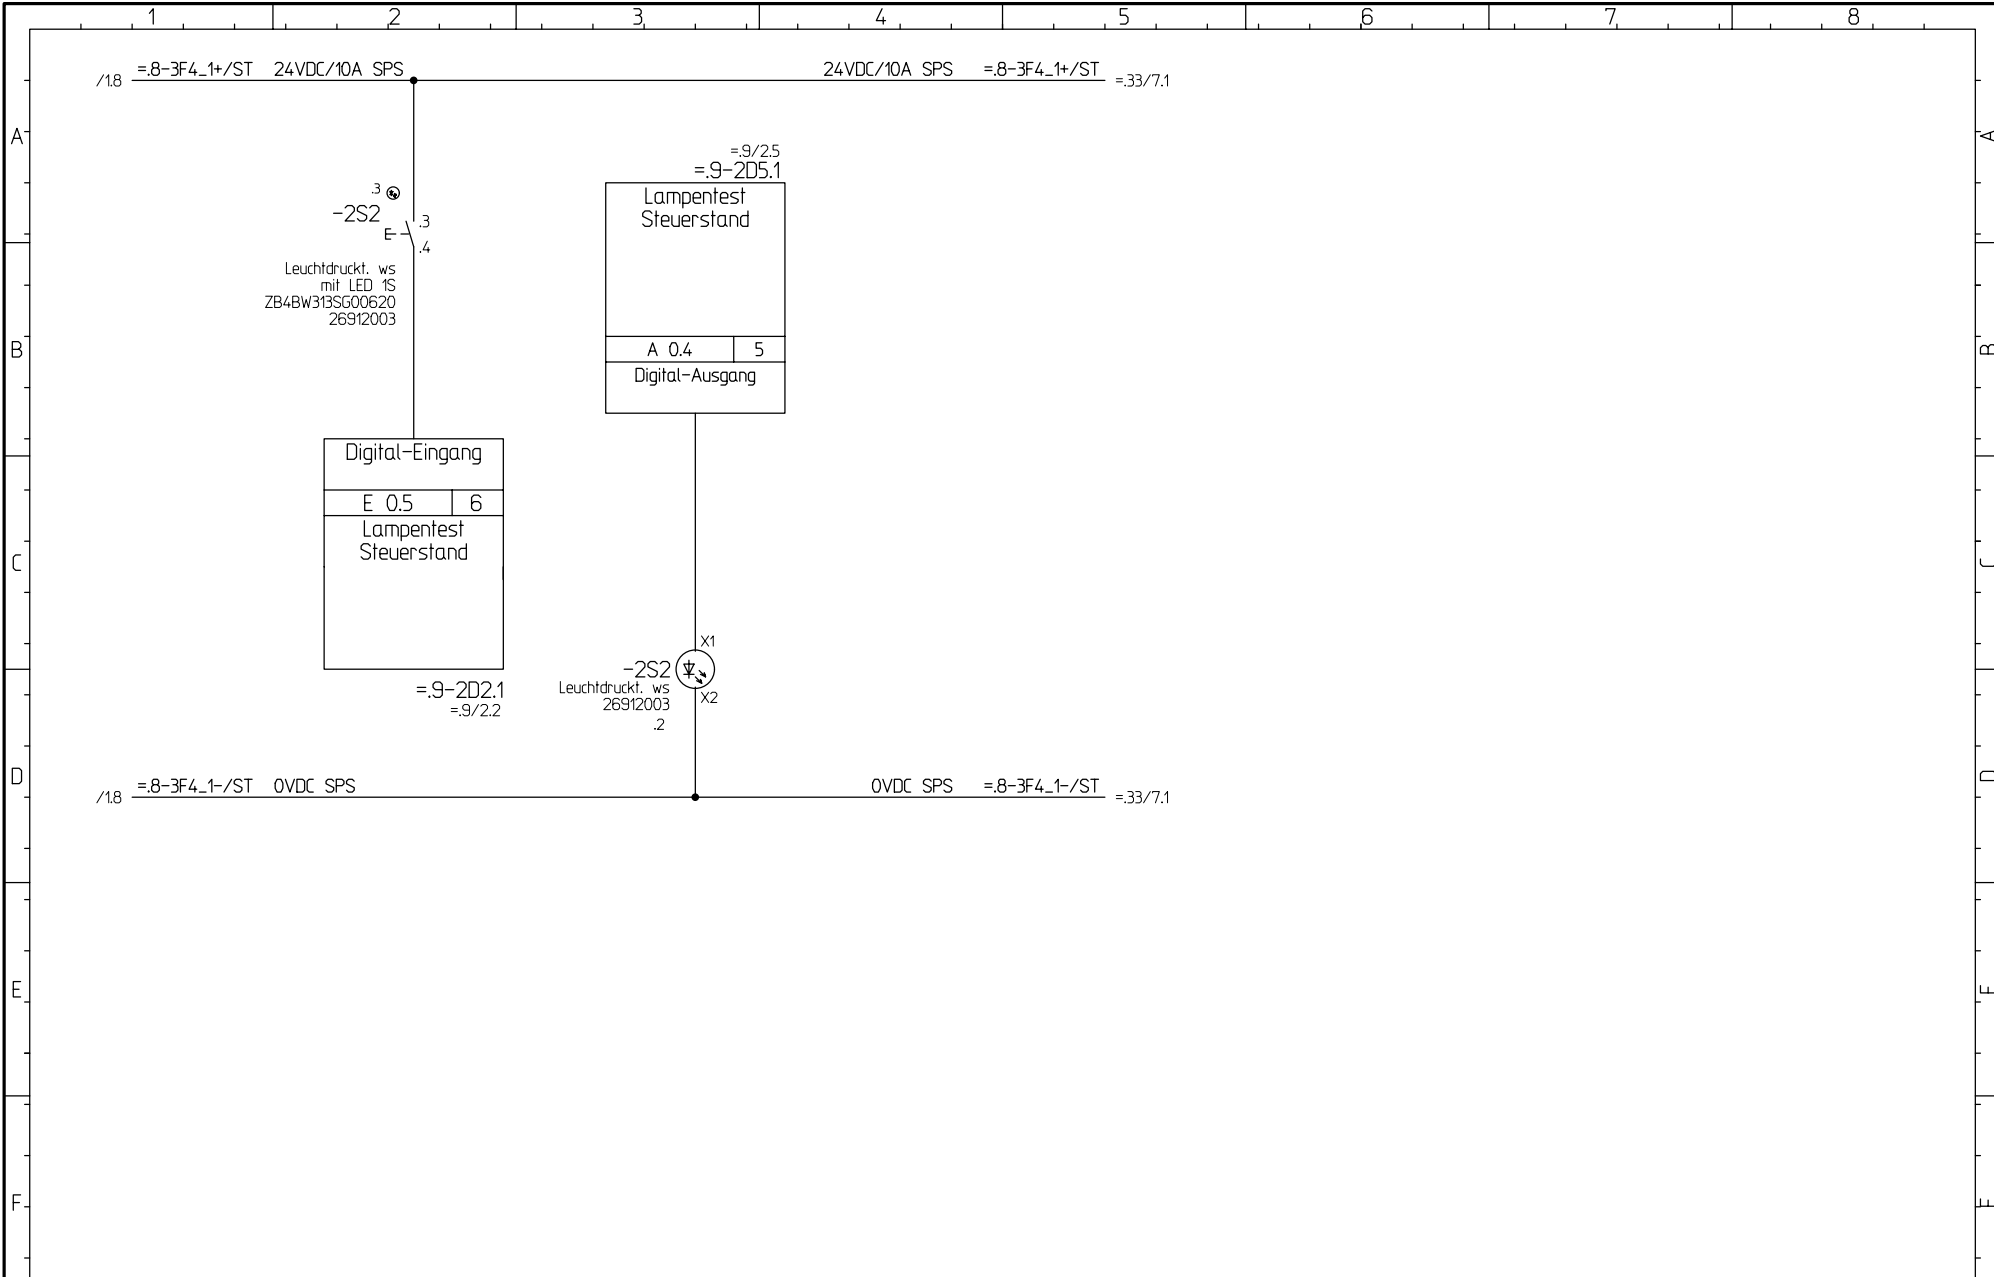 1 2 3 4 5 6 7 8
/1.8 =.8-3F4_1+/ST 24VDC/10A SPS 24VDC/10A SPS =.8-3F4_1+/ST =.33/7.1
A A
.3
-2S2
.3
.4
Leuchtdruckt. ws
mit LED 1S
ZB4BW313SG00620
26912003
=.9/2.5
=.9-2D5.1
Lampentest
Steuerstand
A 0.4 5
Digital-Ausgang
B B
Digital-Eingang
E 0.5 6
Lampentest
Steuerstand
=.9-2D2.1
=.9/2.2
C C
X1
-2S2
Leuchtdruckt. ws
26912003
X2
.2
D D
/1.8 =.8-3F4_1-/ST 0VDC SPS 0VDC SPS =.8-3F4_1-/ST =.33/7.1
E E
F F